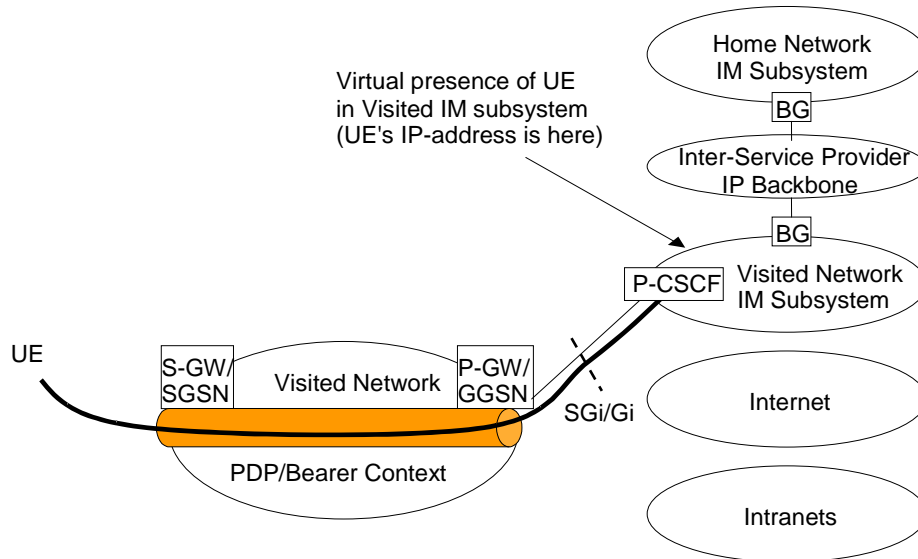 Home Network
IM Subsystem
BG
Virtual presence of UE
in Visited IM subsystem
(UE's IP-address is here)
Inter-Service Provider
IP Backbone
BG
P-CSCF
Visited Network
IM Subsystem
UE
S-GW/
SGSN
Visited Network
P-GW/
GGSN
SGi/Gi
Internet
PDP/Bearer Context
Intranets